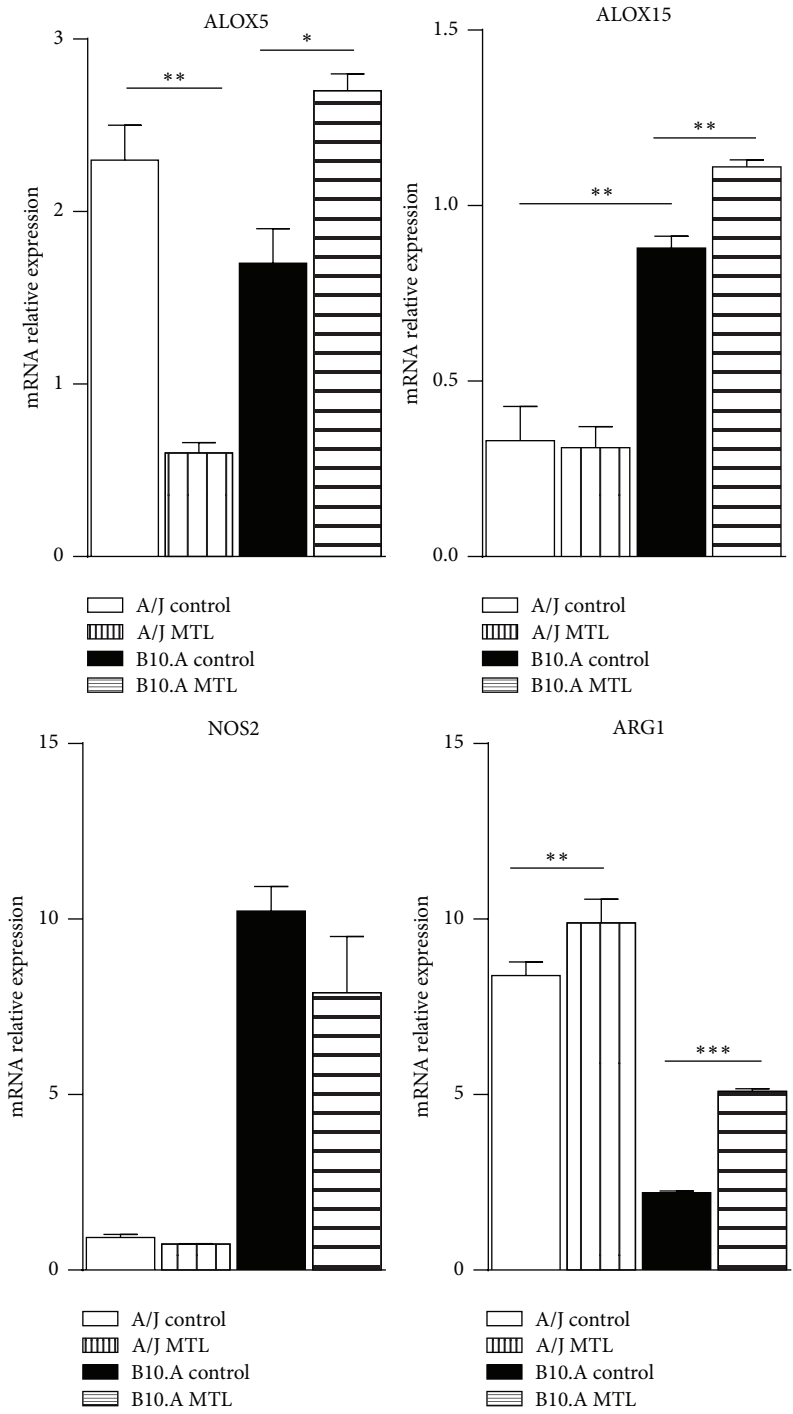 ALOX5
3
2
1
0
mRNA relative expression
**
*
A/J control
A/J MTL
B10.A control
B10.A MTL
ALOX15
1.5
1.0
0.5
0.0
mRNA relative expression
**
**
A/J control
A/J MTL
B10.A control
B10.A MTL
NOS2
15
10
5
0
mRNA relative expression
A/J control
A/J MTL
B10.A control
B10.A MTL
ARG1
15
10
5
0
mRNA relative expression
**
***
A/J control
A/J MTL
B10.A control
B10.A MTL